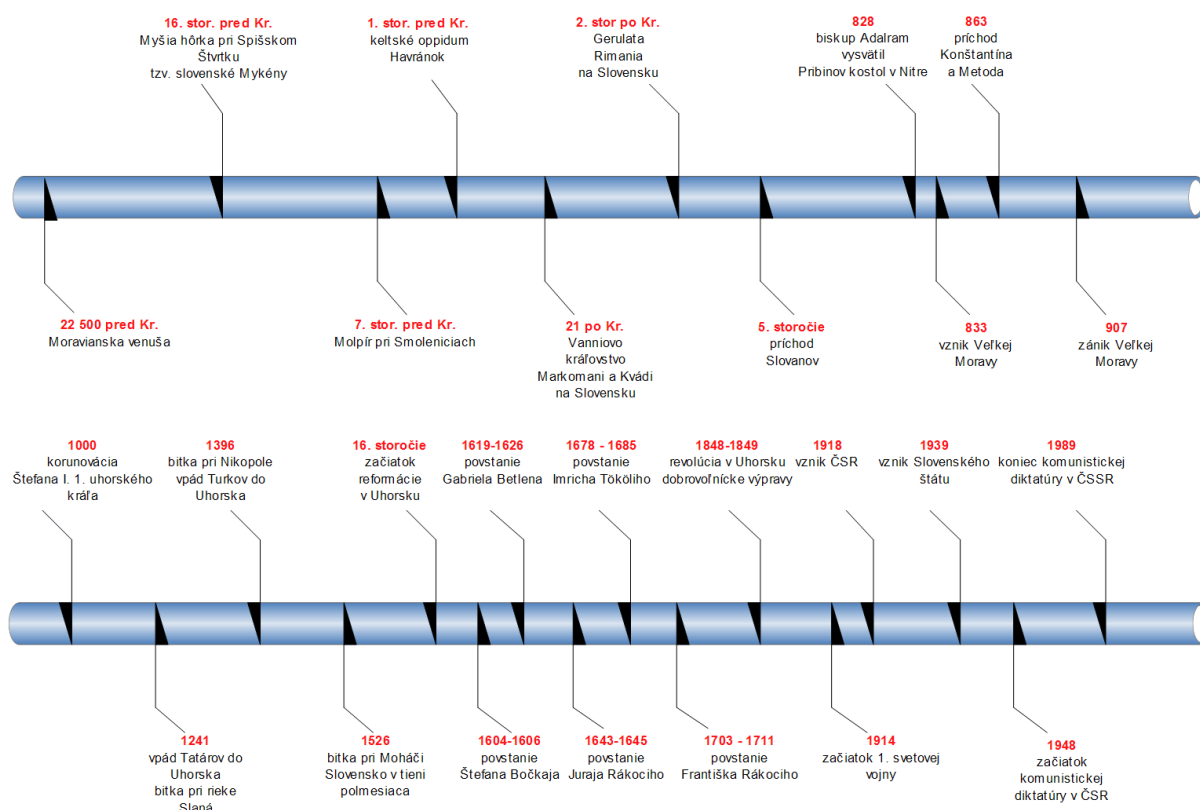 16. stor. pred Kr.
Myšia hôrka pri Spišskom
Štvrtku
tzv. slovenské Mykény
1. stor. pred Kr.
keltské oppidum
Havránok
2. stor po Kr.
Gerulata
Rimania
na Slovensku
828
biskup Adalram
vysvätil
Pribinov kostol v Nitre
863
príchod
Konštantína
a Metoda
22 500 pred Kr.
Moravianska venuša
7. stor. pred Kr.
Molpír pri Smoleniciach
21 po Kr.
Vanniovo
kráľovstvo
Markomani a Kvádi
na Slovensku
5. storočie
príchod
Slovanov
833
vznik Veľkej
Moravy
907
zánik Veľkej
Moravy
1000
korunovácia
Štefana I. 1. uhorského
kráľa
1396
bitka pri Nikopole
vpád Turkov do
Uhorska
16. storočie
začiatok
reformácie
v Uhorsku
1619-1626
povstanie
Gabriela Betlena
1678 - 1685
povstanie
Imricha Tököliho
1848-1849
revolúcia v Uhorsku
dobrovoľnícke výpravy
1918
vznik ČSR
1939
vznik Slovenského
štátu
1989
koniec komunistickej
diktatúry v ČSSR
1241
vpád Tatárov do
Uhorska
bitka pri rieke
Slaná
1526
bitka pri Moháči
Slovensko v tieni
polmesiaca
1604-1606
povstanie
Štefana Bočkaja
1643-1645
povstanie
Juraja Rákociho
1703 - 1711
povstanie
Františka Rákociho
1914
začiatok 1. svetovej
vojny
1948
začiatok
komunistickej
diktatúry v ČSR